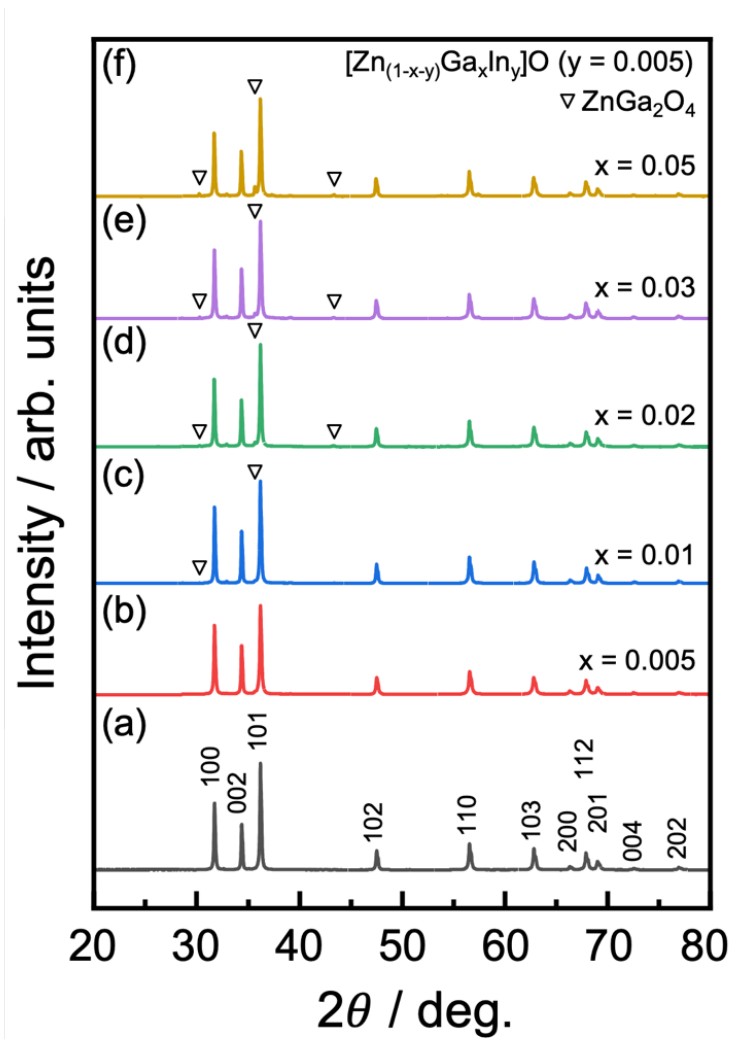 (f)
[Zn(1-x-y)GaxIny]O (y = 0.005)
▽ ZnGa2O4
x = 0.05
(e)
x = 0.03
(d)
x = 0.02
(c)
x = 0.01
(b)
x = 0.005
(a)
100
002
101
102
110
103
200
112
201
004
202
20 30 40 50 60 70 80
2θ / deg.
Intensity / arb. units